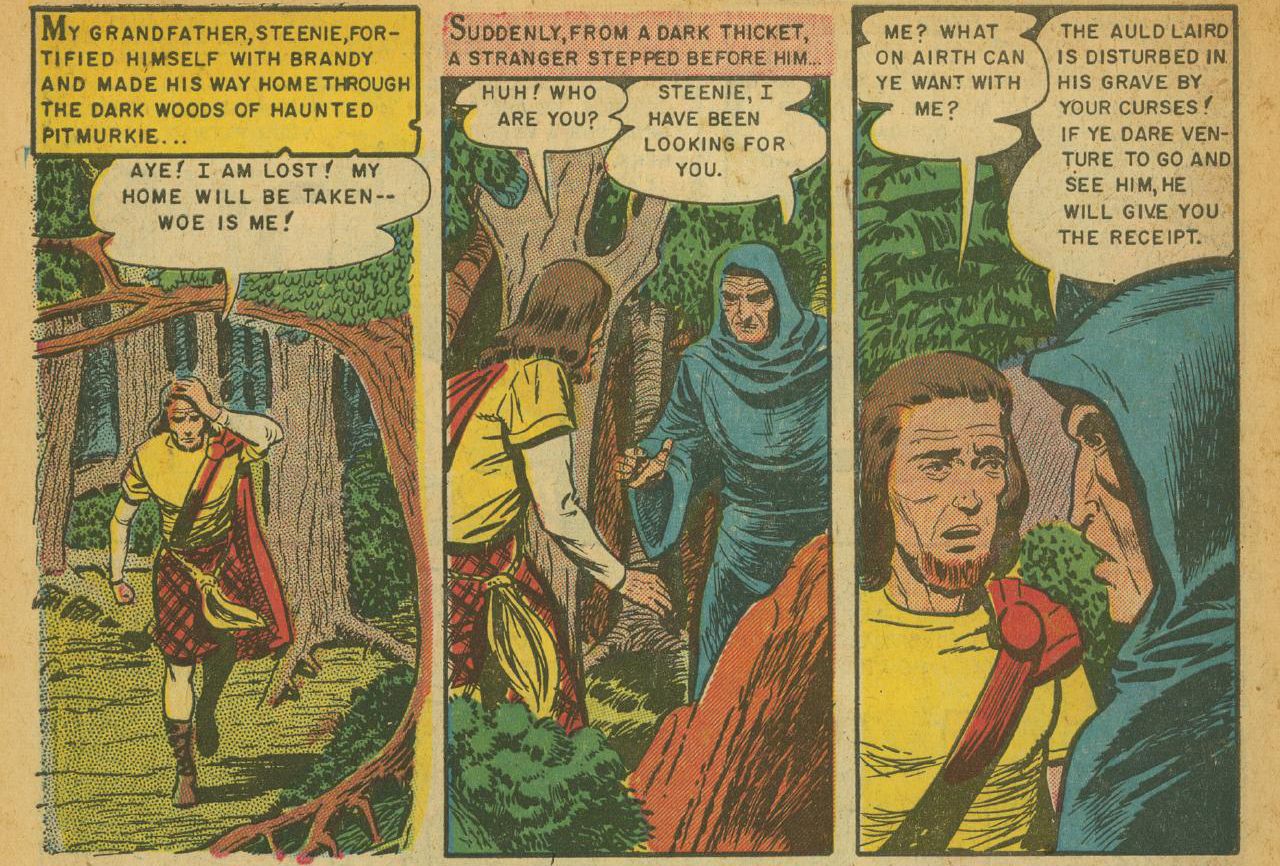 MY GRANDFATHER, STEENIE, FOR-
TIFIED HIMSELF WITH BRANDY
AND MADE HIS WAY HOME THROUGH
THE DARK WOODS OF HAUNTED
PITMURKIE...
AYE! I AM LOST! MY
HOME WILL BE TAKEN--
WOE IS ME!
SUDDENLY, FROM A DARK THICKET,
A STRANGER STEPPED BEFORE HIM...
HUH! WHO
ARE YOU?
STEENIE, I
HAVE BEEN
LOOKING FOR
YOU.
ME? WHAT
ON AIRTH CAN
YE WANT WITH
ME?
THE AULD LAIRD
IS DISTURBED IN
HIS GRAVE BY
YOUR CURSES!
IF YE DARE VEN-
TURE TO GO AND
SEE HIM, HE
WILL GIVE YOU
THE RECEIPT.